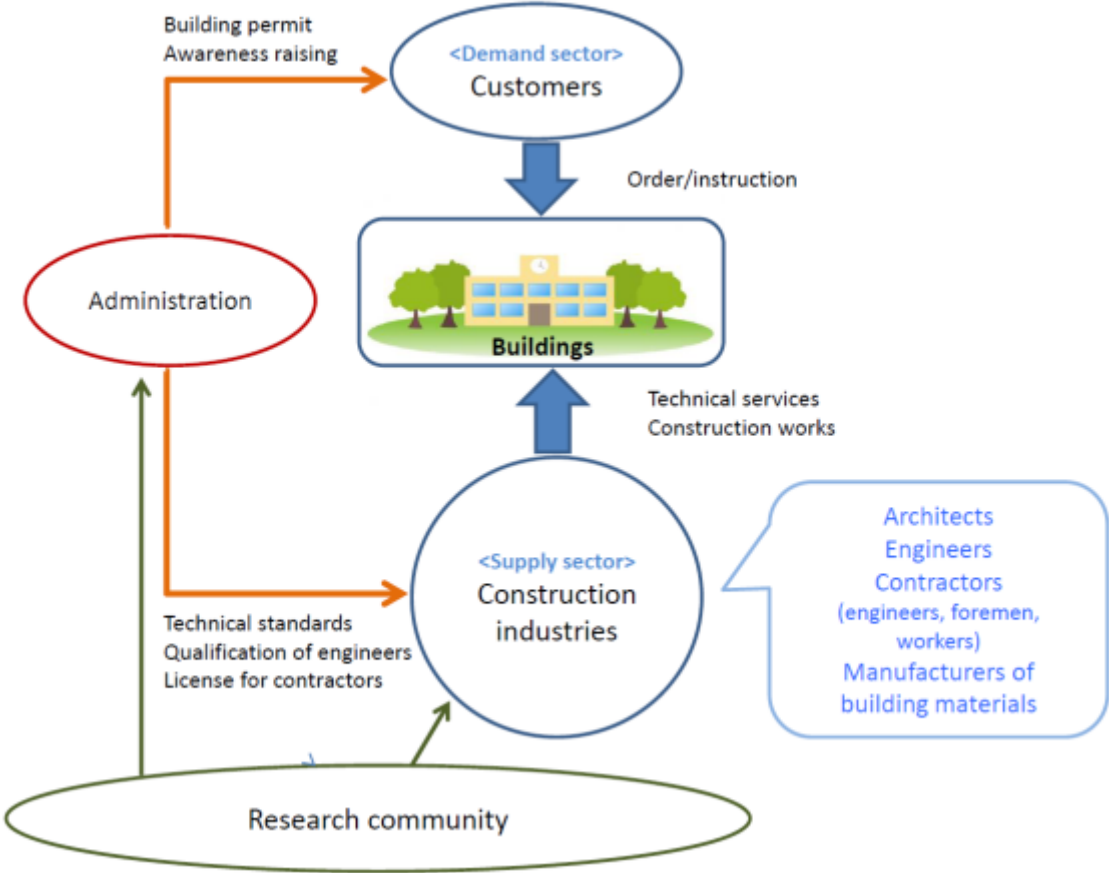 Building permit
Awareness raising
<Demand sector>
Customers
Order/instruction
Administration
Buildings
Technical services
Construction works
<Supply sector>
Construction
industries
Technical standards
Qualification of engineers
License for contractors
Architects
Engineers
Contractors
(engineers, foremen,
workers)
Manufacturers of
building materials
Research community